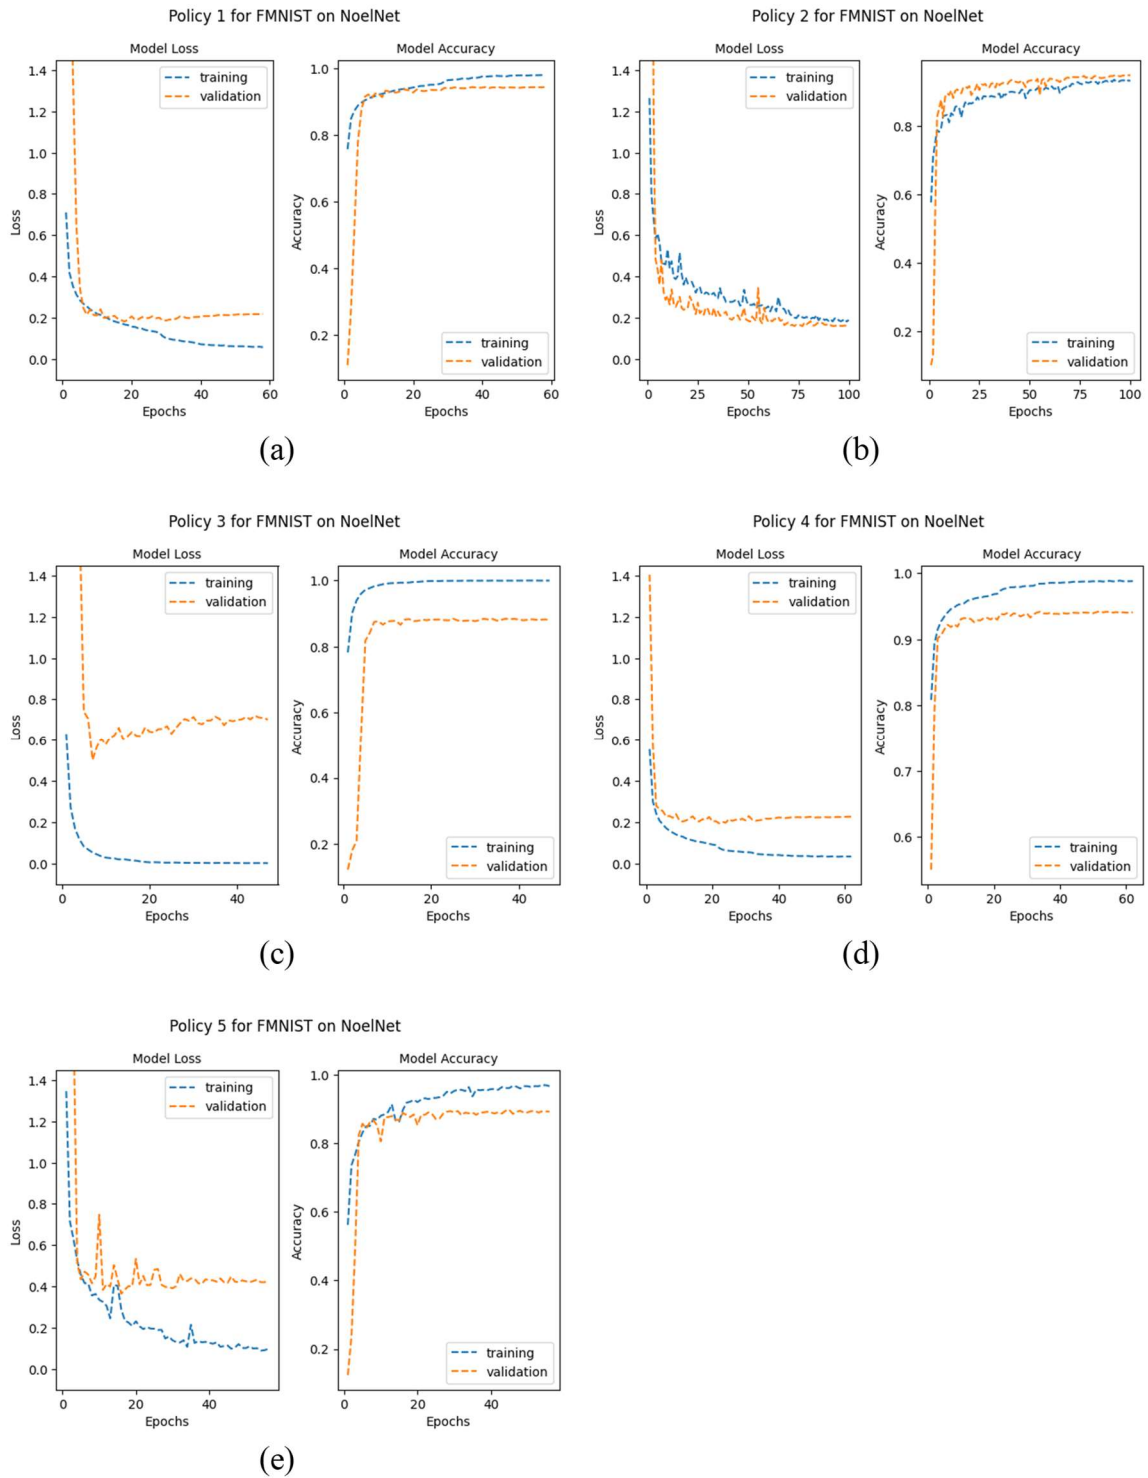 Policy 1 for FMNIST on NoelNet
Model Loss
1.4
1.2
1.0
0.8
0.6
0.4
0.2
0.0
Loss
training
validation
0 20 40 60
Epochs
Model Accuracy
1.0
0.8
0.6
0.4
0.2
Accuracy
training
validation
0 20 40 60
Epochs
(a)
Policy 2 for FMNIST on NoelNet
Model Loss
1.4
1.2
1.0
0.8
0.6
0.4
0.2
0.0
Loss
training
validation
0 25 50 75 100
Epochs
Model Accuracy
0.8
0.6
0.4
0.2
Accuracy
training
validation
0 25 50 75 100
Epochs
(b)
Policy 3 for FMNIST on NoelNet
Model Loss
1.4
1.2
1.0
0.8
0.6
0.4
0.2
0.0
Loss
training
validation
0 20 40
Epochs
Model Accuracy
1.0
0.8
0.6
0.4
0.2
Accuracy
training
validation
0 20 40
Epochs
(c)
Policy 4 for FMNIST on NoelNet
Model Loss
1.4
1.2
1.0
0.8
0.6
0.4
0.2
0.0
Loss
training
validation
0 20 40 60
Epochs
Model Accuracy
1.0
0.9
0.8
0.7
0.6
Accuracy
training
validation
0 20 40 60
Epochs
(d)
Policy 5 for FMNIST on NoelNet
Model Loss
1.4
1.2
1.0
0.8
0.6
0.4
0.2
0.0
Loss
training
validation
0 20 40
Epochs
Model Accuracy
1.0
0.8
0.6
0.4
0.2
Accuracy
training
validation
0 20 40
Epochs
(e)